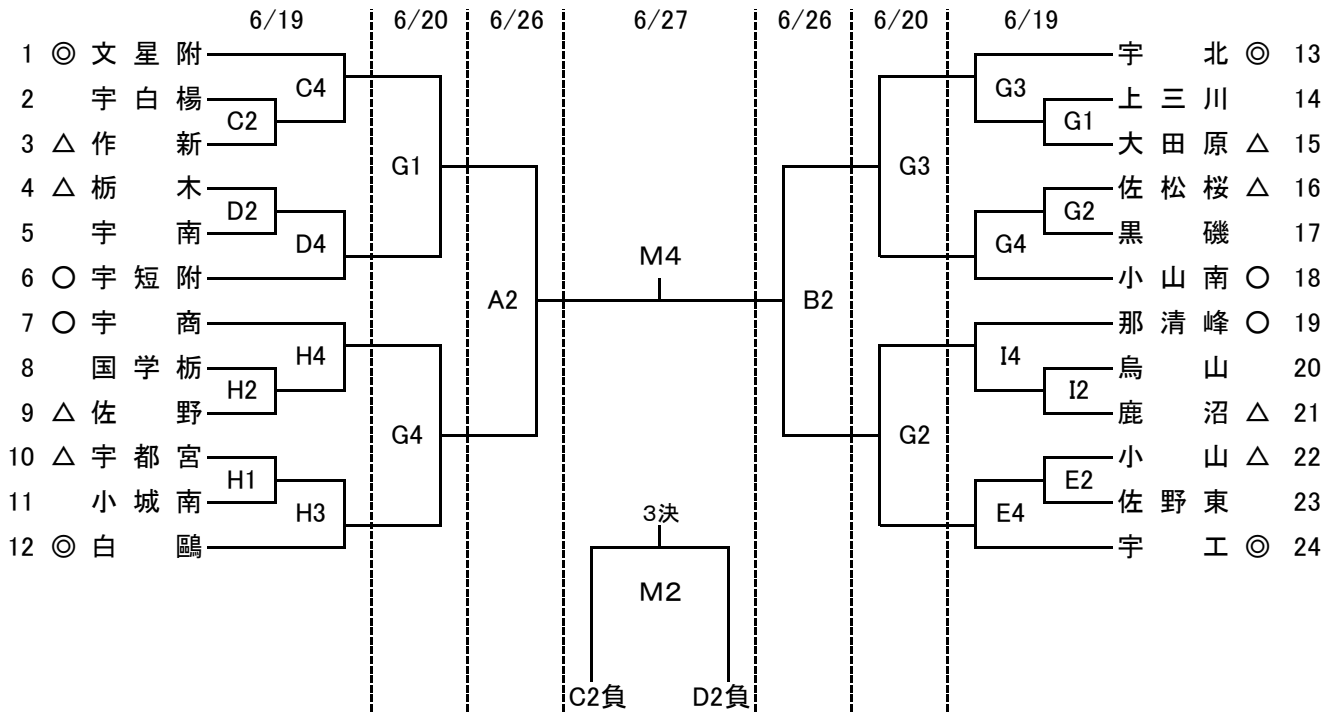 6/19 6/20 6/26 6/27 6/26 6/20 6/19
1 ◎ 文星附
宇北 ◎ 13
C4
G3
2 宇白楊
上三川 14
C2
G1
3 △ 作新
大田原 △ 15
G1
G3
4 △ 栃木
佐松桜 △ 16
D2
G2
5 宇南
黒磯 17
D4
G4
M4
6 ○ 宇短附
小山南 ○ 18
A2
B2
7 ○ 宇商
那清峰 ○ 19
H4
I4
8 国学栃
烏山 20
H2
I2
9 △ 佐野
鹿沼 △ 21
G4
G2
10 △ 宇都宮
小山 △ 22
H1
E2
11 小城南
佐野東 23
H3
E4
3決
12 ◎ 白鷗
宇工 ◎ 24
M2
C2負 D2負